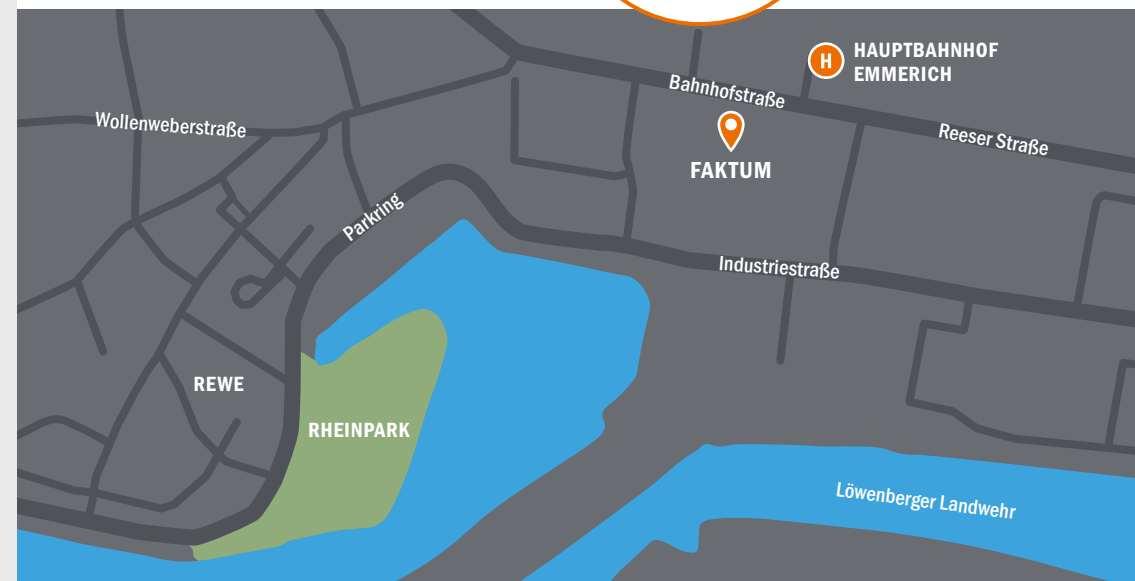 H
HAUPTBAHNHOF
EMMERICH
Bahnhofstraße
Wollenweberstraße
Reeser Straße
FAKTUM
Parkring
Industriestraße
REWE
RHEINPARK
Löwenberger Landwehr